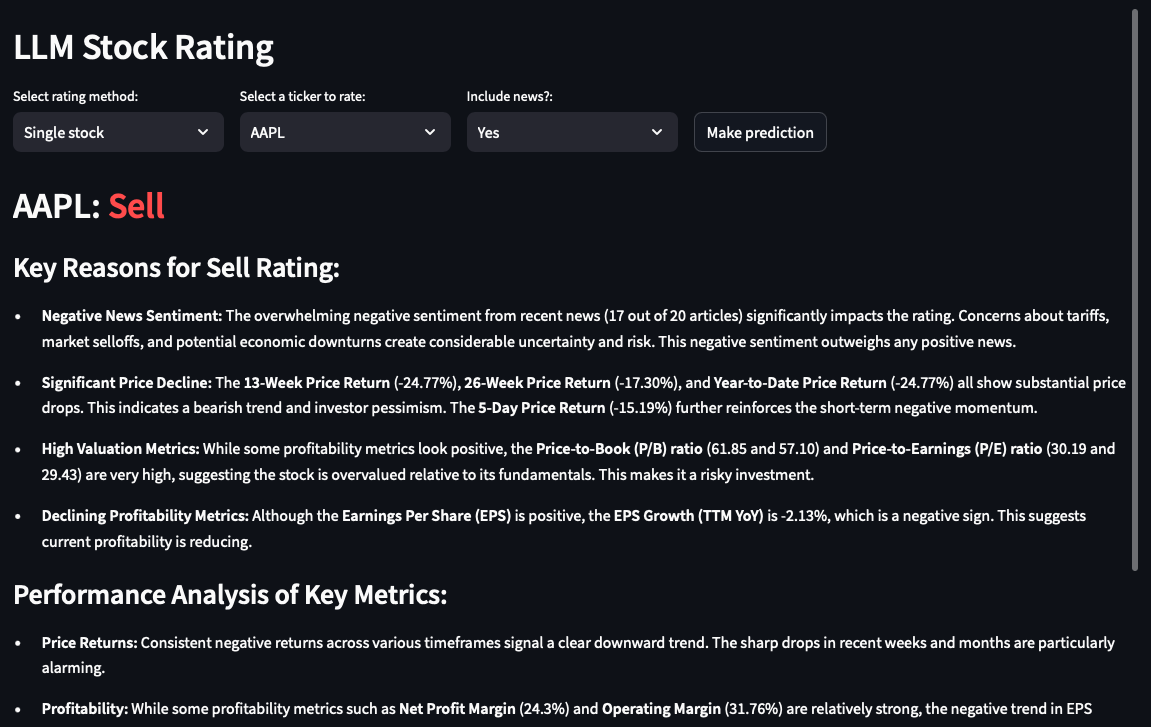 LLM Stock Rating
Select rating method: Select a ticker to rate: Include news?:
Single stock AAPL Yes Make prediction
AAPL: Sell
Key Reasons for Sell Rating:
• Negative News Sentiment: The overwhelming negative sentiment from recent news (17 out of 20 articles) significantly impacts the rating. Concerns about tariffs,
market selloffs, and potential economic downturns create considerable uncertainty and risk. This negative sentiment outweighs any positive news.
• Significant Price Decline: The 13-Week Price Return (-24.77%), 26-Week Price Return (-17.30%), and Year-to-Date Price Return (-24.77%) all show substantial price
drops. This indicates a bearish trend and investor pessimism. The 5-Day Price Return (-15.19%) further reinforces the short-term negative momentum.
• High Valuation Metrics: While some profitability metrics look positive, the Price-to-Book (P/B) ratio (61.85 and 57.10) and Price-to-Earnings (P/E) ratio (30.19 and
29.43) are very high, suggesting the stock is overvalued relative to its fundamentals. This makes it a risky investment.
• Declining Profitability Metrics: Although the Earnings Per Share (EPS) is positive, the EPS Growth (TTM YoY) is -2.13%, which is a negative sign. This suggests
current profitability is reducing.
Performance Analysis of Key Metrics:
• Price Returns: Consistent negative returns across various timeframes signal a clear downward trend. The sharp drops in recent weeks and months are particularly
alarming.
• Profitability: While some profitability metrics such as Net Profit Margin (24.3%) and Operating Margin (31.76%) are relatively strong, the negative trend in EPS